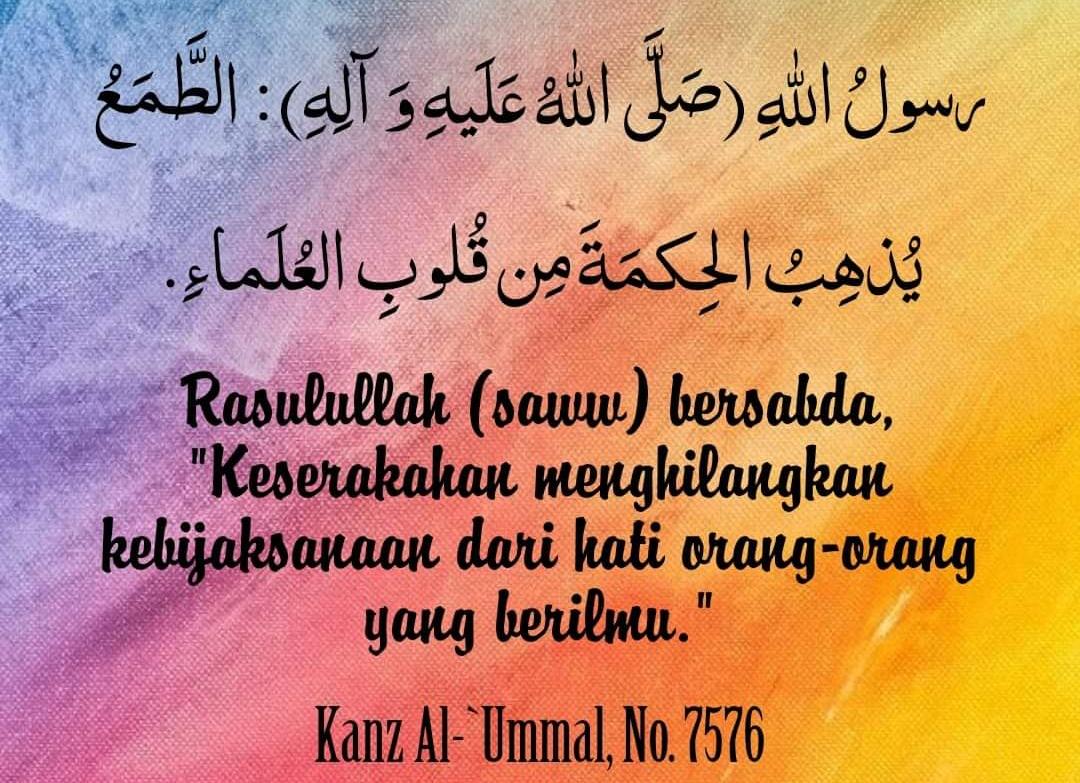 رسولُ اللهِ (صَلَّى اللهُ عَلَيهِ وَ آلِهِ): الطَّمَعُ
يُذهِبُ الحِكمَةَ مِن قُلوبِ العُلَماءِ.
Rasulullah (saww) bersabda,
"Keserakahan menghilangkan
kebijaksanaan dari hati orang-orang
yang berilmu."
Kanz Al-`Ummal, No. 7576